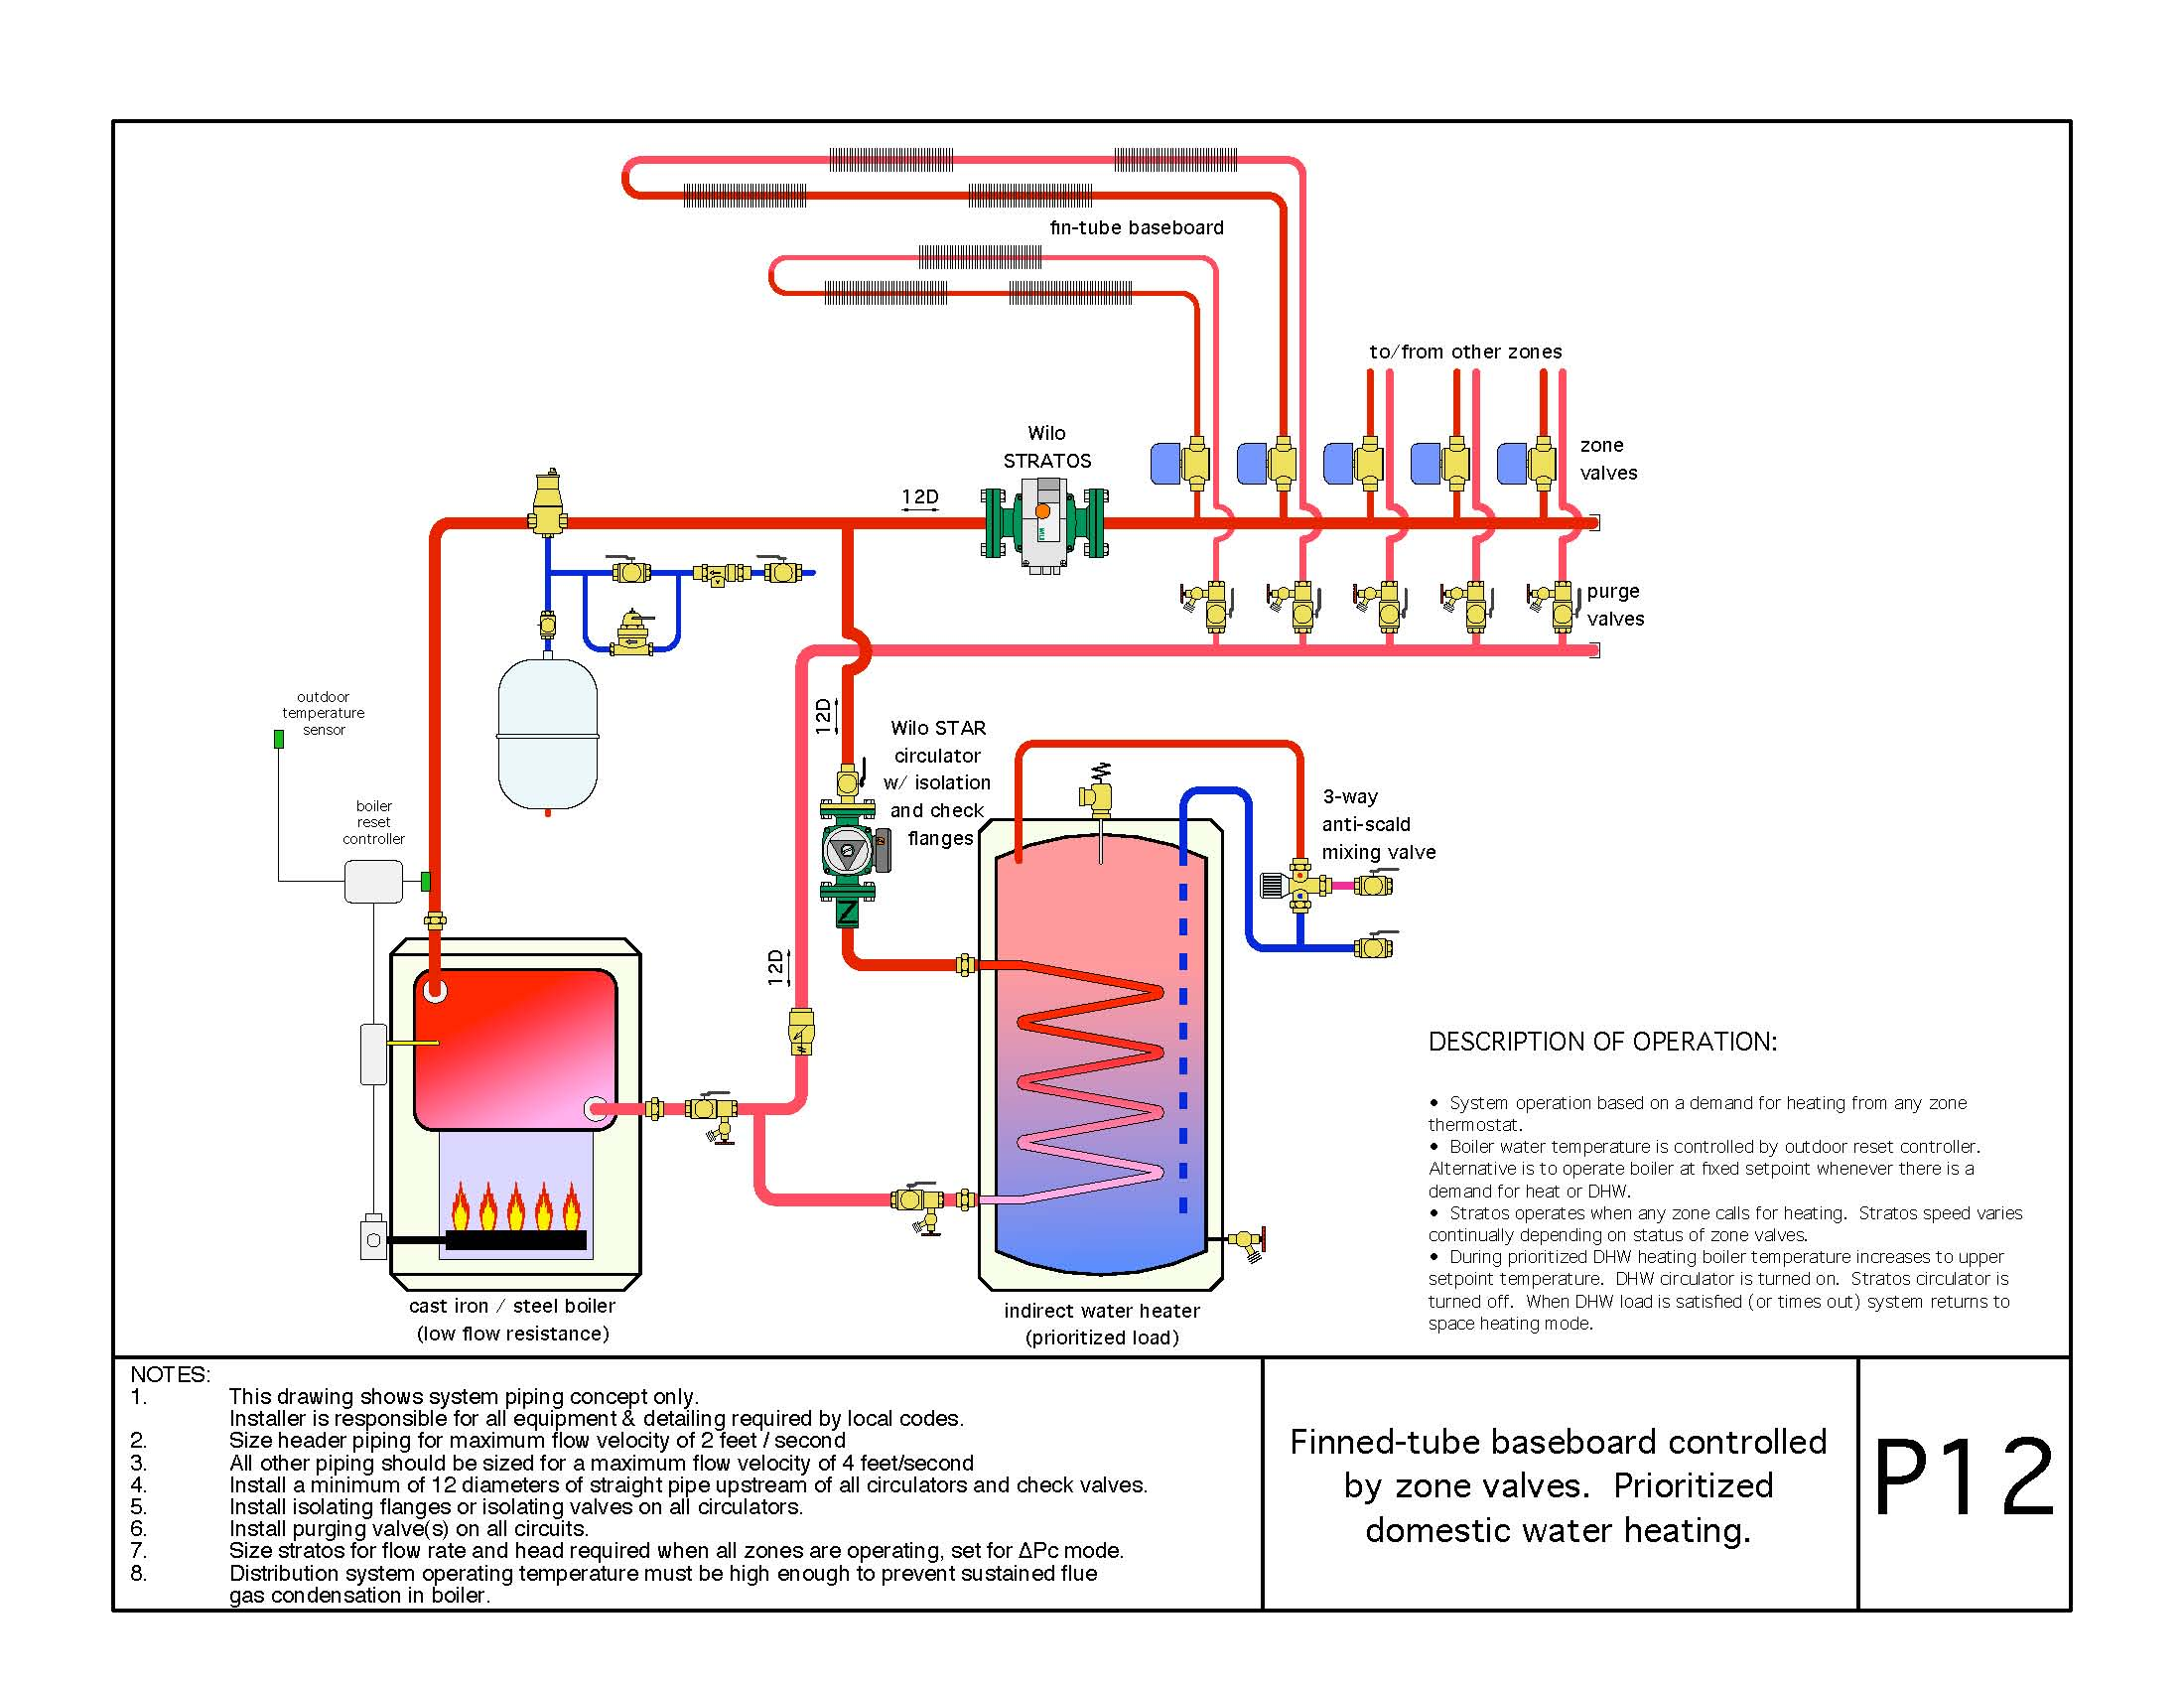 fin-tube baseboard
to/from other zones
Wilo
STRATOS
zone
valves
12D
purge
valves
outdoor
temperature
sensor
12D
Wilo STAR
circulator
w/ isolation
and check
flanges
boiler
reset
controller
3-way
anti-scald
mixing valve
12D
cast iron / steel boiler
(low flow resistance)
indirect water heater
(prioritized load)
DESCRIPTION OF OPERATION:
• System operation based on a demand for heating from any zone
thermostat.
• Boiler water temperature is controlled by outdoor reset controller.
Alternative is to operate boiler at fixed setpoint whenever there is a
demand for heat or DHW.
• Stratos operates when any zone calls for heating. Stratos speed varies
continually depending on status of zone valves.
• During prioritized DHW heating boiler temperature increases to upper
setpoint temperature. DHW circulator is turned on. Stratos circulator is
turned off. When DHW load is satisfied (or times out) system returns to
space heating mode.
NOTES:
1. This drawing shows system piping concept only.
Installer is responsible for all equipment & detailing required by local codes.
2. Size header piping for maximum flow velocity of 2 feet / second
3. All other piping should be sized for a maximum flow velocity of 4 feet/second
4. Install a minimum of 12 diameters of straight pipe upstream of all circulators and check valves.
5. Install isolating flanges or isolating valves on all circulators.
6. Install purging valve(s) on all circuits.
7. Size stratos for flow rate and head required when all zones are operating, set for ΔPc mode.
8. Distribution system operating temperature must be high enough to prevent sustained flue
gas condensation in boiler.
Finned-tube baseboard controlled
by zone valves. Prioritized
domestic water heating.
P12